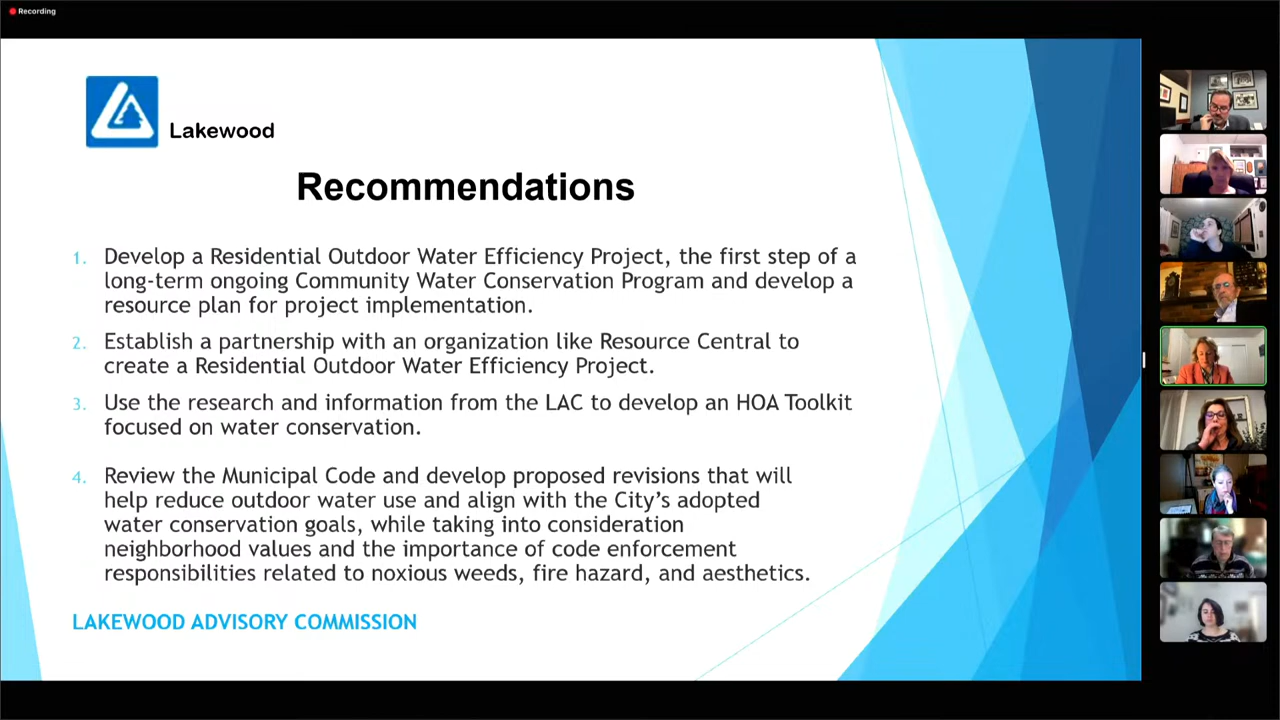 Recording
Lakewood
Recommendations
1. Develop a Residential Outdoor Water Efficiency Project, the first step of a
long-term ongoing Community Water Conservation Program and develop a
resource plan for project implementation.
2. Establish a partnership with an organization like Resource Central to
create a Residential Outdoor Water Efficiency Project.
3. Use the research and information from the LAC to develop an HOA Toolkit
focused on water conservation.
4. Review the Municipal Code and develop proposed revisions that will
help reduce outdoor water use and align with the City’s adopted
water conservation goals, while taking into consideration
neighborhood values and the importance of code enforcement
responsibilities related to noxious weeds, fire hazard, and aesthetics.
LAKEWOOD ADVISORY COMMISSION